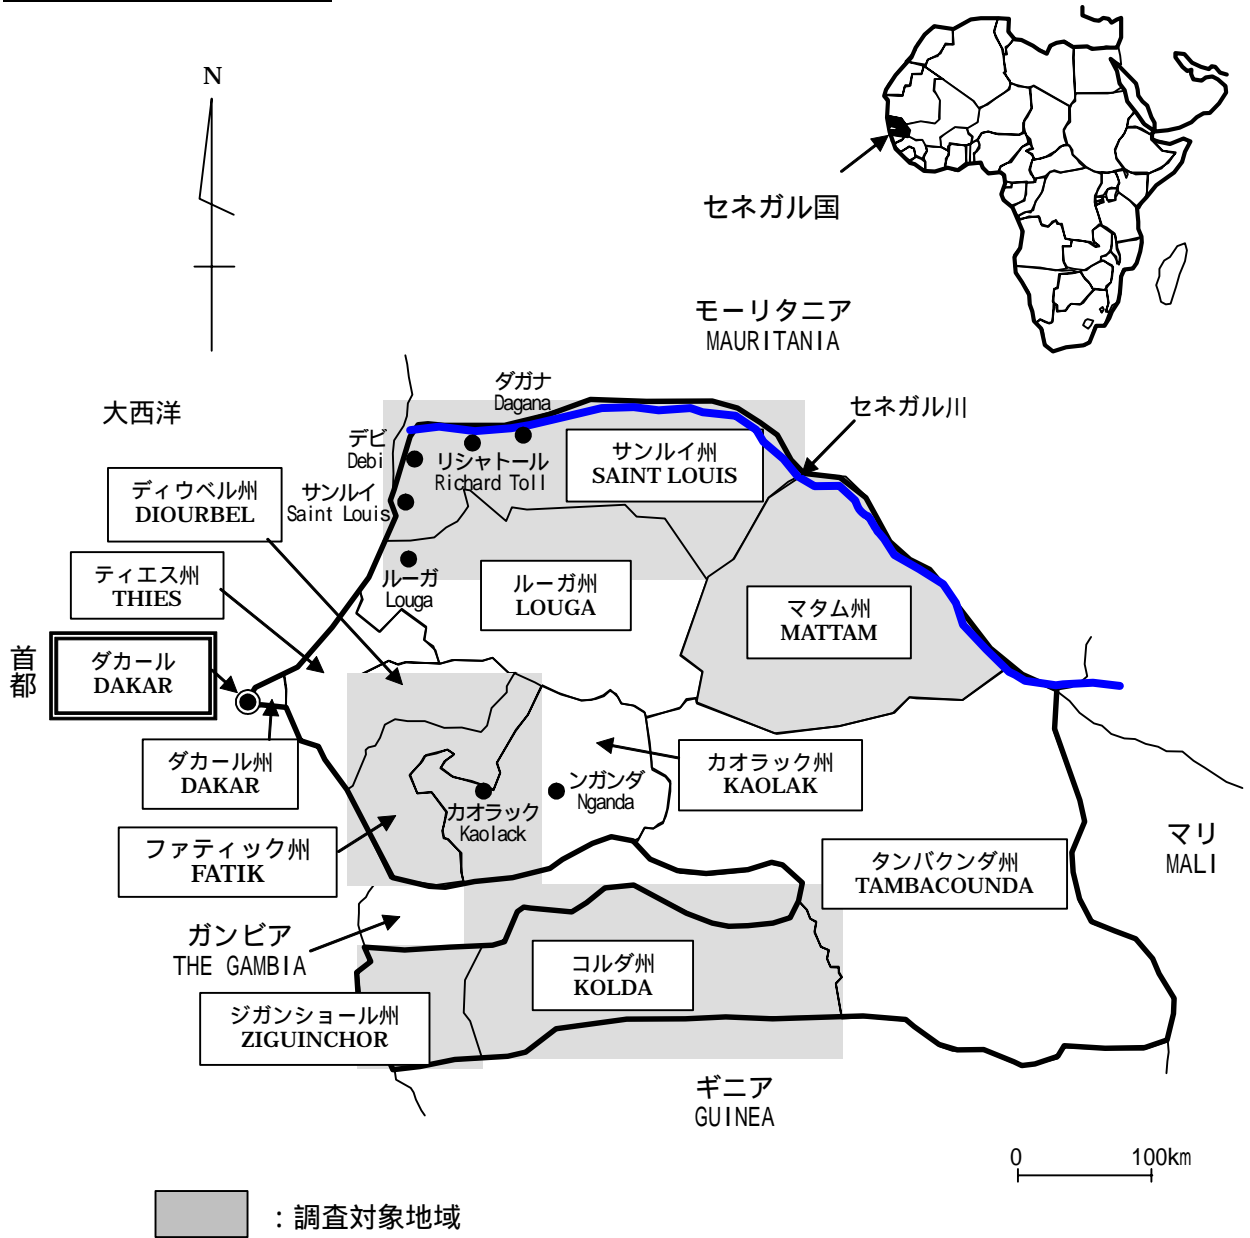 N
セネガル国
モーリタニア
MAURITANIA
大西洋
ダガナ
Dagana
セネガル川
デビ
Debi
リシャトール
Richard Toll
サンルイ州
SAINT LOUIS
ディウベル州
DIOURBEL
サンルイ
Saint Louis
ティエス州
THIES
ルーガ
Louga
ルーガ州
LOUGA
マタム州
MATTAM
首都
ダカール
DAKAR
ダカール州
DAKAR
カオラック州
KAOLAK
ンガンダ
Nganda
カオラック
Kaolack
ファティック州
FATIK
マリ
MALI
タンバクンダ州
TAMBACOUNDA
ガンビア
THE GAMBIA
コルダ州
KOLDA
ジガンショール州
ZIGUINCHOR
ギニア
GUINEA
0 100km
：調査対象地域